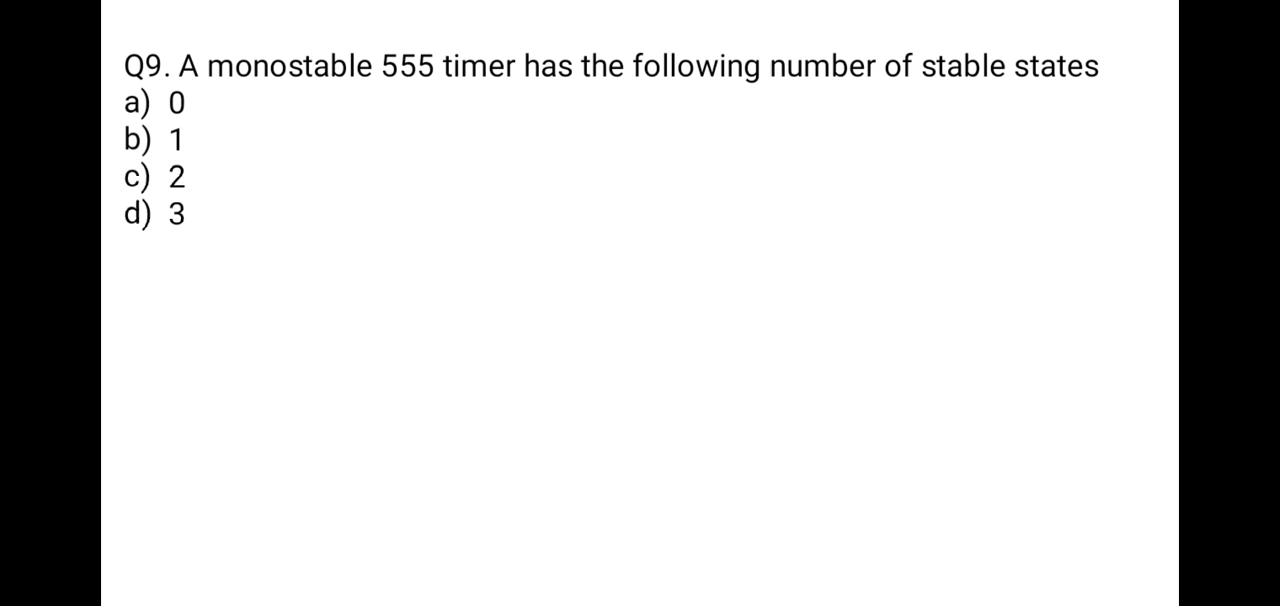 Q9. A monostable 555 timer has the following number of stable states
a) 0
b) 1
c) 2
d) 3